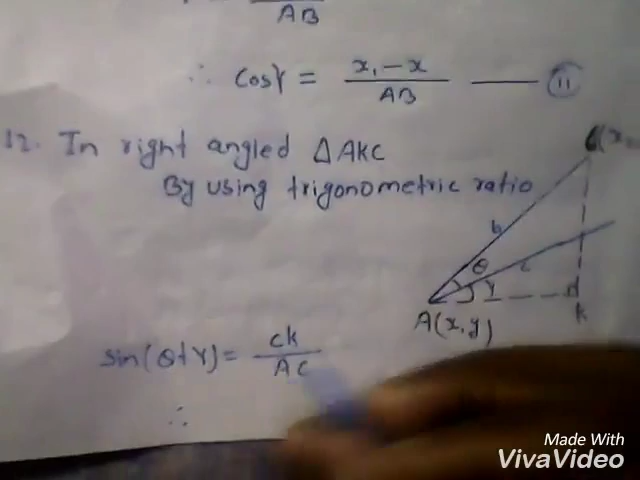 AB
∴ Cosγ = x₁ - x / AB —— (11)
12. In right angled ΔAKC
By using trigonometric ratio
C(x
b
θ
c
γ
k
A(x,y)
sin(θ+γ) = CK / AC
∴
Made With
VivaVideo